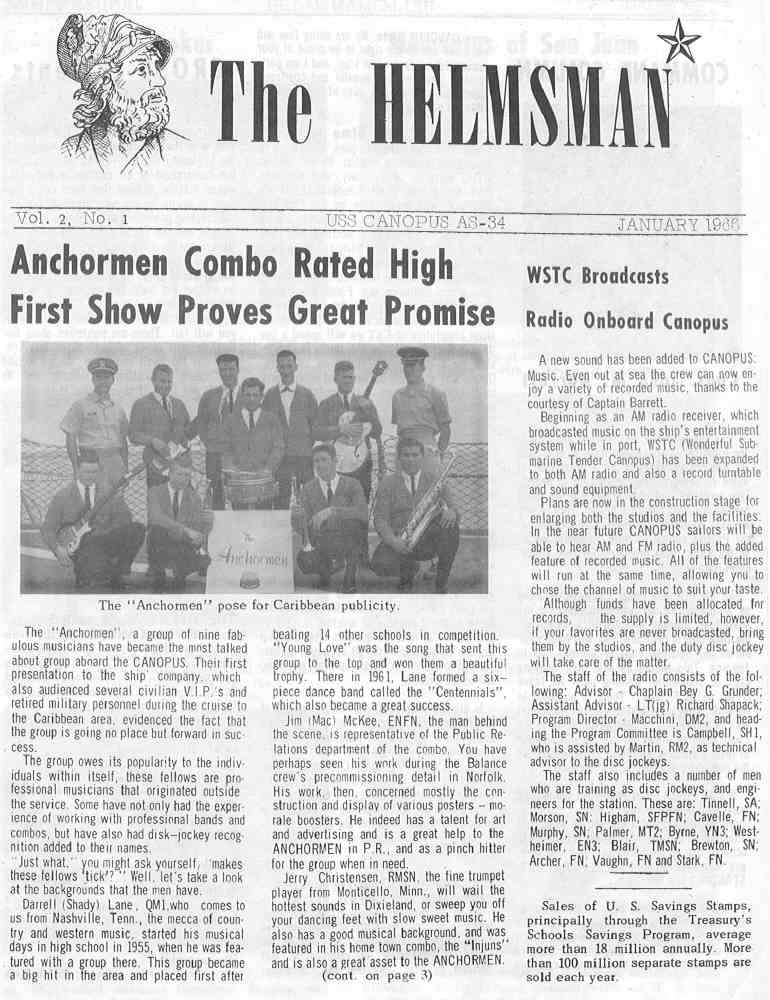 The HELMSMAN
Vol. 2, No. 1 USS CANOPUS AS-34 JANUARY 1966
Anchormen Combo Rated High
First Show Proves Great Promise
The Anchormen
The "Anchormen" pose for Caribbean publicity.
The "Anchormen", a group of nine fab-
ulous musicians have became the most talked
about group aboard the CANOPUS. Their first
presentation to the ship' company, which
also audienced several civilian V.I.P.'s and
retired military personnel during the cruise to
the Caribbean area, evidenced the fact that
the group is going no place but forward in suc-
cess.
The group owes its popularity to the indiv-
iduals within itself, these fellows are pro-
fessional musicians that originated outside
the service. Some have not only had the exper-
ience of working with professional bands and
combos, but have also had disk-jockey recog-
nition added to their names.
"Just what," you might ask yourself, "makes
these fellows 'tick'?" Well, let's take a look
at the backgrounds that the men have.
Darrell (Shady) Lane, QM1,who comes to
us from Nashville, Tenn., the mecca of coun-
try and western music, started his musical
days in high school in 1955, when he was fea-
tured with a group there. This group became
a big hit in the area and placed first after
beating 14 other schools in competition.
"Young Love" was the song that sent this
group to the top and won them a beautiful
trophy. There in 1961, Lane formed a six-
piece dance band called the "Centennials",
which also became a great success.
Jim (Mac) McKee, ENFN, the man behind
the scene, is representative of the Public Re-
lations department of the combo. You have
perhaps seen his work during the Balance
crew's precommissioning detail in Norfolk.
His work, then, concerned mostly the con-
struction and display of various posters - mo-
rale boosters. He indeed has a talent for art
and advertising and is a great help to the
ANCHORMEN in P.R., and as a pinch hitter
for the group when in need.
Jerry Christensen, RMSN, the fine trumpet
player from Monticello, Minn., will wail the
hottest sounds in Dixieland, or sweep you off
your dancing feet with slow sweet music. He
also has a good musical background, and was
featured in his home town combo, the "Injuns"
and is also a great asset to the ANCHORMEN.
(cont. on page 3)
WSTC Broadcasts
Radio Onboard Canopus
A new sound has been added to CANOPUS:
Music. Even out at sea the crew can now en-
joy a variety of recorded music, thanks to the
courtesy of Captain Barrett.
Beginning as an AM radio receiver, which
broadcasted music on the ship's entertainment
system while in port, WSTC (Wonderful Sub-
marine Tender Canopus) has been expanded
to both AM radio and also a record turntable
and sound equipment.
Plans are now in the construction stage for
enlarging both the studios and the facilities.
In the near future CANOPUS sailors will be
able to hear AM and FM radio, plus the added
feature of recorded music. All of the features
will run at the same time, allowing you to
chose the channel of music to suit your taste.
Although funds have been allocated for
records, the supply is limited, however,
if your favorites are never broadcasted, bring
them by the studios, and the duty disc jockey
will take care of the matter.
The staff of the radio consists of the fol-
lowing: Advisor - Chaplain Bey G. Grunder;
Assistant Advisor - LT(jg) Richard Shapack;
Program Director - Macchini, DM2, and head-
ing the Program Committee is Campbell, SH1,
who is assisted by Martin, RM2, as technical
advisor to the disc jockeys.
The staff also includes a number of men
who are training as disc jockeys, and engi-
neers for the station. These are: Tinnell, SA;
Morson, SN; Higham, SFPFN; Cavelle, FN;
Murphy, SN; Palmer, MT2; Byrne, YN3; West-
heimer, EN3; Blair, TMSN; Brewton, SN;
Archer, FN; Vaughn, FN and Stark, FN.
Sales of U. S. Savings Stamps,
principally through the Treasury's
Schools Savings Program, average
more than 18 million annually. More
than 100 million separate stamps are
sold each year.